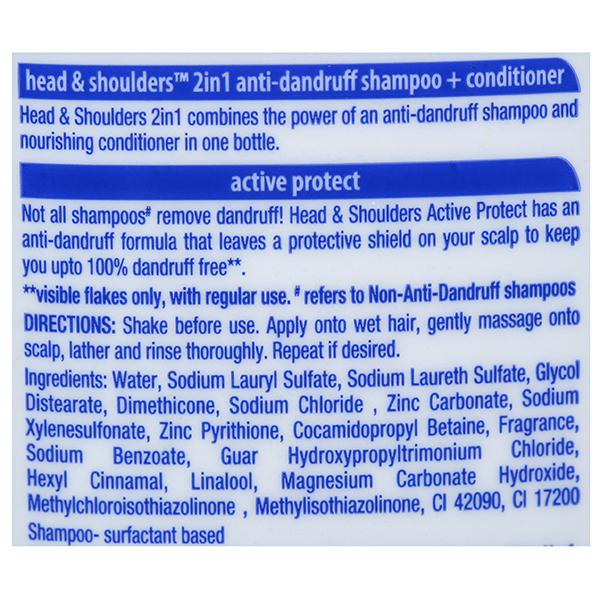 head & shoulders™ 2in1 anti-dandruff shampoo + conditioner
Head & Shoulders 2in1 combines the power of an anti-dandruff shampoo and
nourishing conditioner in one bottle.
active protect
Not all shampoos# remove dandruff! Head & Shoulders Active Protect has an
anti-dandruff formula that leaves a protective shield on your scalp to keep
you upto 100% dandruff free**.
**visible flakes only, with regular use. # refers to Non-Anti-Dandruff shampoos
DIRECTIONS: Shake before use. Apply onto wet hair, gently massage onto
scalp, lather and rinse thoroughly. Repeat if desired.
Ingredients: Water, Sodium Lauryl Sulfate, Sodium Laureth Sulfate, Glycol
Distearate, Dimethicone, Sodium Chloride , Zinc Carbonate, Sodium
Xylenesulfonate, Zinc Pyrithione, Cocamidopropyl Betaine, Fragrance,
Sodium Benzoate, Guar Hydroxypropyltrimonium Chloride,
Hexyl Cinnamal, Linalool, Magnesium Carbonate Hydroxide,
Methylchloroisothiazolinone , Methylisothiazolinone, CI 42090, CI 17200
Shampoo- surfactant based